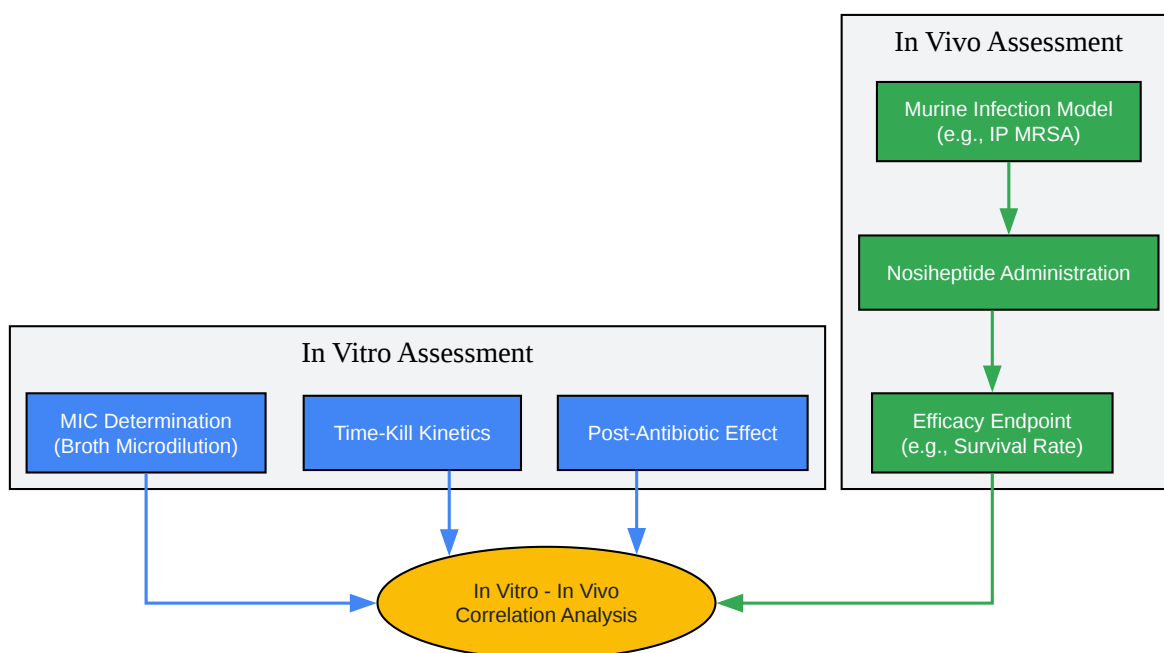 In Vivo Assessment
Murine Infection Model
(e.g., IP MRSA)
Nosiheptide Administration
Efficacy Endpoint
(e.g., Survival Rate)
In Vitro Assessment
MIC Determination
(Broth Microdilution)
Time-Kill Kinetics
Post-Antibiotic Effect
In Vitro - In Vivo
Correlation Analysis